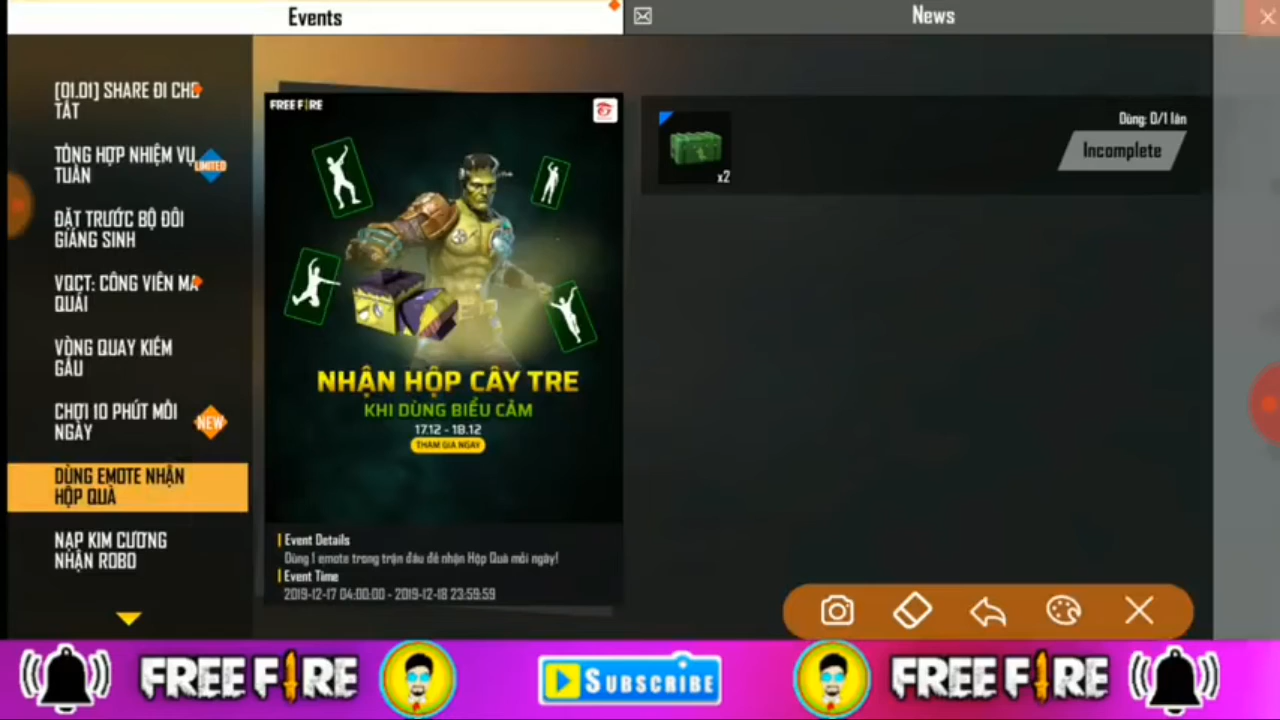 Events
News
[01.01] SHARE ĐI CHỜ
TẾT
TỔNG HỢP NHIỆM VỤ
TUẦN
LIMITED
ĐẶT TRƯỚC BỘ ĐÔI
GIÁNG SINH
VQCT: CÔNG VIÊN MA
QUÁI
VÒNG QUAY KIẾM
GẤU
CHƠI 10 PHÚT MỖI
NGÀY
NEW
DÙNG EMOTE NHẬN
HỘP QUÀ
NẠP KIM CƯƠNG
NHẬN ROBO
FREE FIRE
NHẬN HỘP CÂY TRE
KHI DÙNG BIỂU CẢM
17.12 - 18.12
THAM GIA NGAY
Event Details
Dùng 1 emote trong trận đấu để nhận Hộp Quà mỗi ngày!
Event Time
2019-12-17 04:00:00 - 2019-12-18 23:59:59
Dùng: 0/1 lần
Incomplete
x2
FREE FIRE
SUBSCRIBE
FREE FIRE